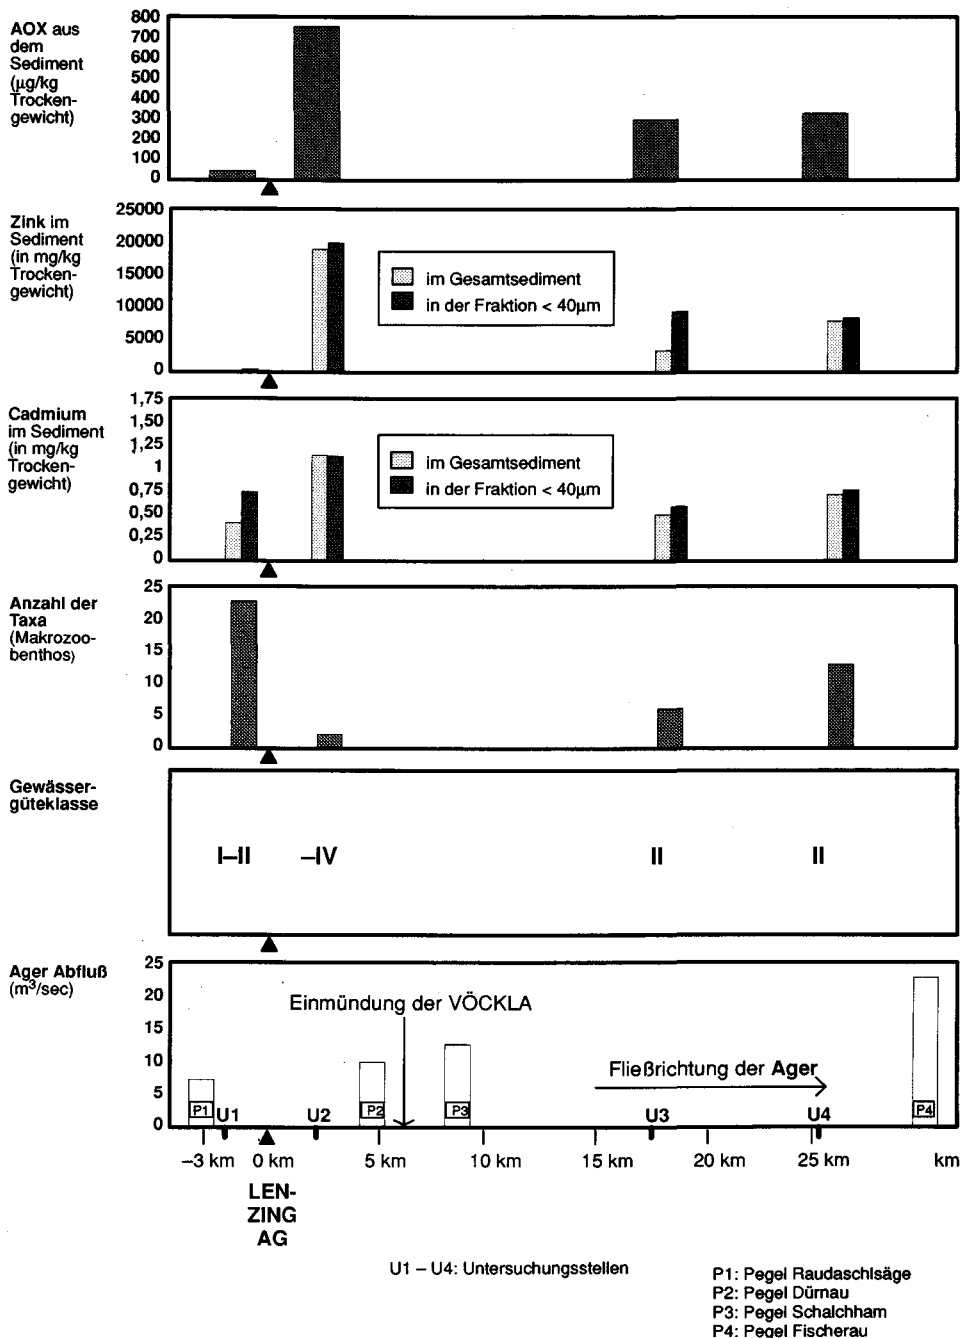 AOX aus
dem
Sediment
(µg/kg
Trocken-
gewicht)
800
700
600
500
400
300
200
100
0
Zink im
Sediment
(in mg/kg
Trocken-
gewicht)
25000
20000
15000
10000
5000
0
im Gesamtsediment
in der Fraktion < 40µm
Cadmium
im Sediment
(in mg/kg
Trocken-
gewicht)
1,75
1,50
1,25
1
0,75
0,50
0,25
0
im Gesamtsediment
in der Fraktion < 40µm
Anzahl der
Taxa
(Makrozoo-
benthos)
25
20
15
10
5
0
Gewässer-
güteklasse
I–II
–IV
II
II
Ager Abfluß
(m³/sec)
25
20
15
10
5
0
Einmündung der VÖCKLA
Fließrichtung der Ager
P1
U1
U2
P2
P3
U3
U4
P4
–3 km
0 km
5 km
10 km
15 km
20 km
25 km
km
LEN-
ZING
AG
U1 – U4: Untersuchungsstellen
P1: Pegel Raudaschlsäge
P2: Pegel Dürnau
P3: Pegel Schalchham
P4: Pegel Fischerau